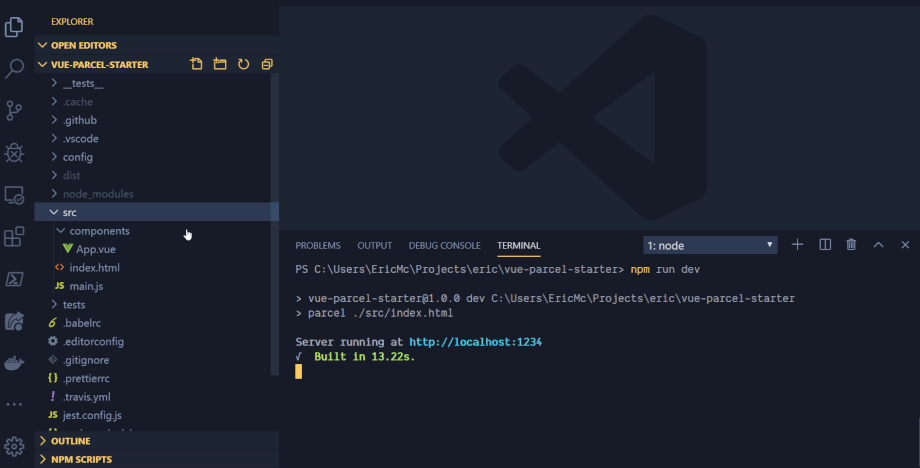 EXPLORER
OPEN EDITORS
VUE-PARCEL-STARTER
__tests__
.cache
.github
.vscode
config
dist
node_modules
src
components
App.vue
<> index.html
JS main.js
tests
.babelrc
.editorconfig
.gitignore
{} .prettierrc
! .travis.yml
JS jest.config.js
OUTLINE
NPM SCRIPTS
PROBLEMS OUTPUT DEBUG CONSOLE TERMINAL 1: node
PS C:\Users\EricMc\Projects\eric\vue-parcel-starter> npm run dev
> vue-parcel-starter@1.0.0 dev C:\Users\EricMc\Projects\eric\vue-parcel-starter
> parcel ./src/index.html
Server running at http://localhost:1234
√ Built in 13.22s.